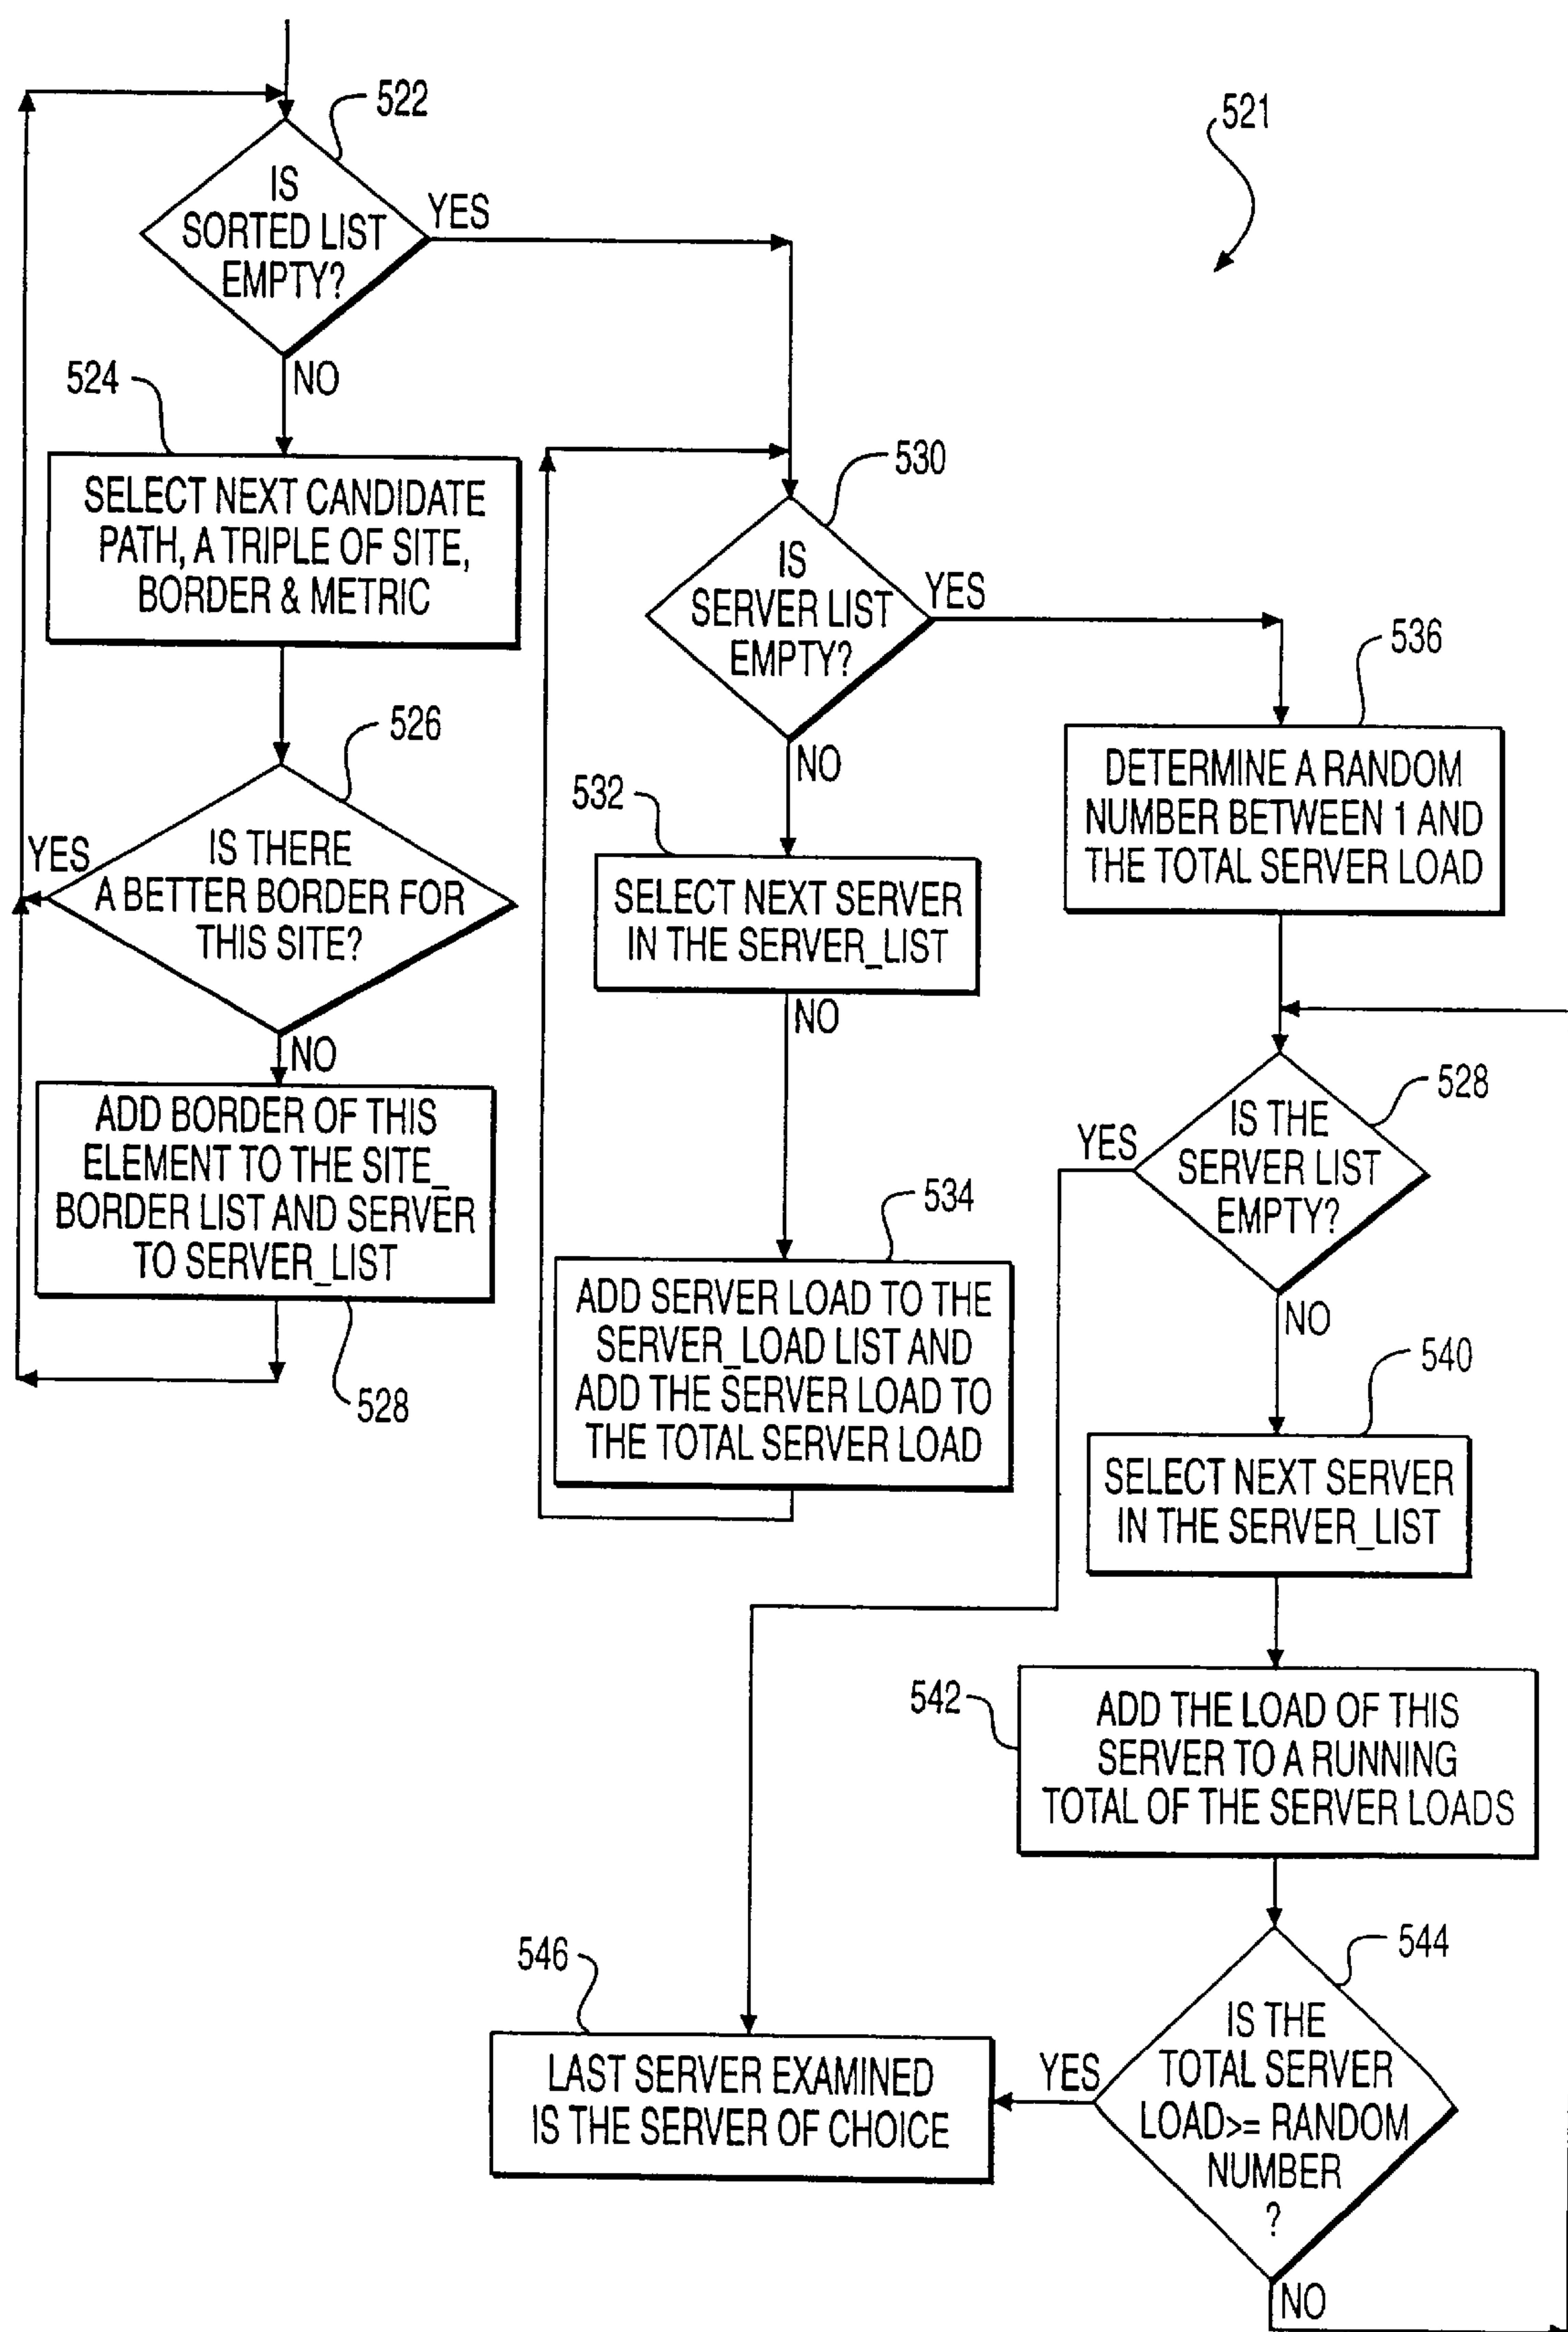 522
521
IS
SORTED LIST
EMPTY?
YES
NO
524
SELECT NEXT CANDIDATE
PATH, A TRIPLE OF SITE,
BORDER & METRIC
526
IS THERE
A BETTER BORDER FOR
THIS SITE?
YES
NO
ADD BORDER OF THIS
ELEMENT TO THE SITE_
BORDER LIST AND SERVER
TO SERVER_LIST
528
530
IS
SERVER LIST
EMPTY?
YES
NO
532
SELECT NEXT SERVER
IN THE SERVER_LIST
NO
534
ADD SERVER LOAD TO THE
SERVER_LOAD LIST AND
ADD THE SERVER LOAD TO
THE TOTAL SERVER LOAD
536
DETERMINE A RANDOM
NUMBER BETWEEN 1 AND
THE TOTAL SERVER LOAD
528
IS THE
SERVER LIST
EMPTY?
YES
NO
540
SELECT NEXT SERVER
IN THE SERVER_LIST
542
ADD THE LOAD OF THIS
SERVER TO A RUNNING
TOTAL OF THE SERVER LOADS
544
IS THE
TOTAL SERVER
LOAD>= RANDOM
NUMBER
?
YES
NO
546
LAST SERVER EXAMINED
IS THE SERVER OF CHOICE